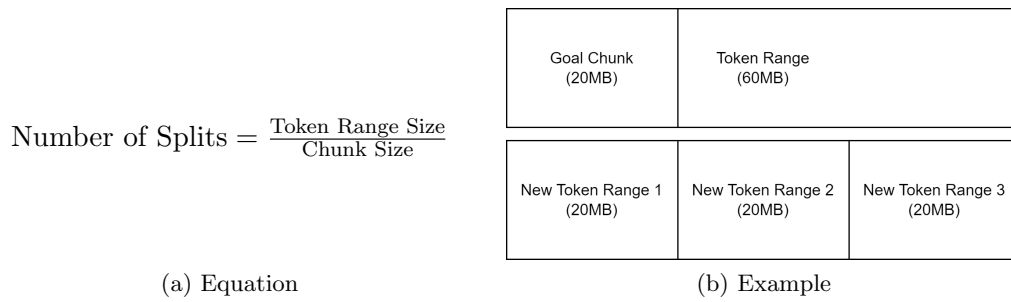 Number of Splits = Token Range Size / Chunk Size
Goal Chunk
(20MB)
Token Range
(60MB)
New Token Range 1
(20MB)
New Token Range 2
(20MB)
New Token Range 3
(20MB)
(a) Equation
(b) Example